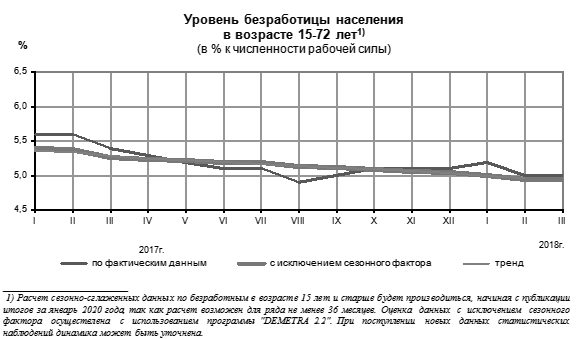 Уровень безработицы населения
в возрасте 15-72 лет1)
(в % к численности рабочей силы)
%
6,5
6,0
5,5
5,0
4,5
I II III IV V VI VII VIII IX X XI XII I II III
2017г. 2018г.
по фактическим данным с исключением сезонного фактора тренд
1) Расчет сезонно-сглаженных данных по безработным в возрасте 15 лет и старше будет производиться, начиная с публикации
итогов за январь 2020 года, так как расчет возможен для ряда не менее 36 месяцев. Оценка данных с исключением сезонного
фактора осуществлена с использованием программы "DEMETRA 2.2". При поступлении новых данных статистических
наблюдений динамика может быть уточнена.